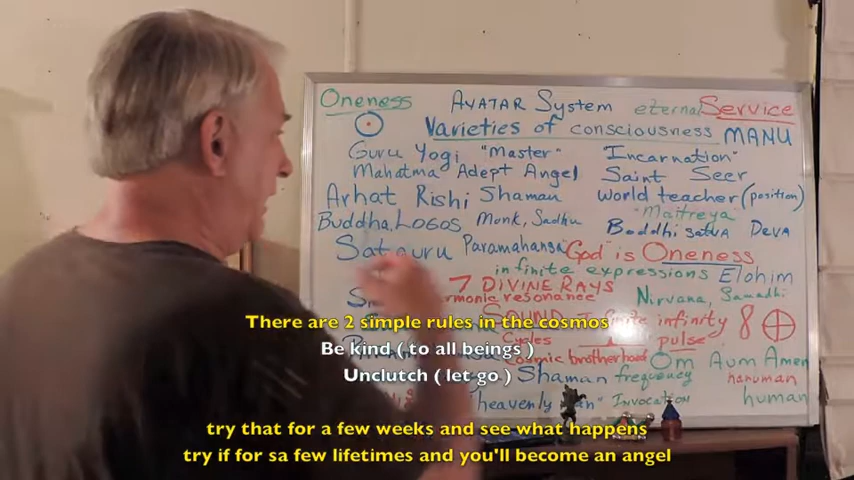 Oneness AVATAR System eternal Service
Varieties of consciousness MANU
Guru Yogi "Master" "Incarnation"
Mahatma Adept Angel Saint Seer
Arhat Rishi Shaman World teacher (position)
"Maitreya"
Buddha, LOGOS Monk, Sadhu Boddhi satva DEVA
Satguru Paramahansa "God" is Oneness
infinite expressions Elohim
7 DIVINE RAYS
resonance Nirvana, Samadhi
SOUND infinity 8
There are 2 simple rules in the cosmos
Cycles pulse
Be kind ( to all beings )
cosmic brotherhood Om Aum Amen
Unclutch ( let go )
Shaman frequency hanuman
human
heavenly Invocation
try that for a few weeks and see what happens
try if for sa few lifetimes and you'll become an angel